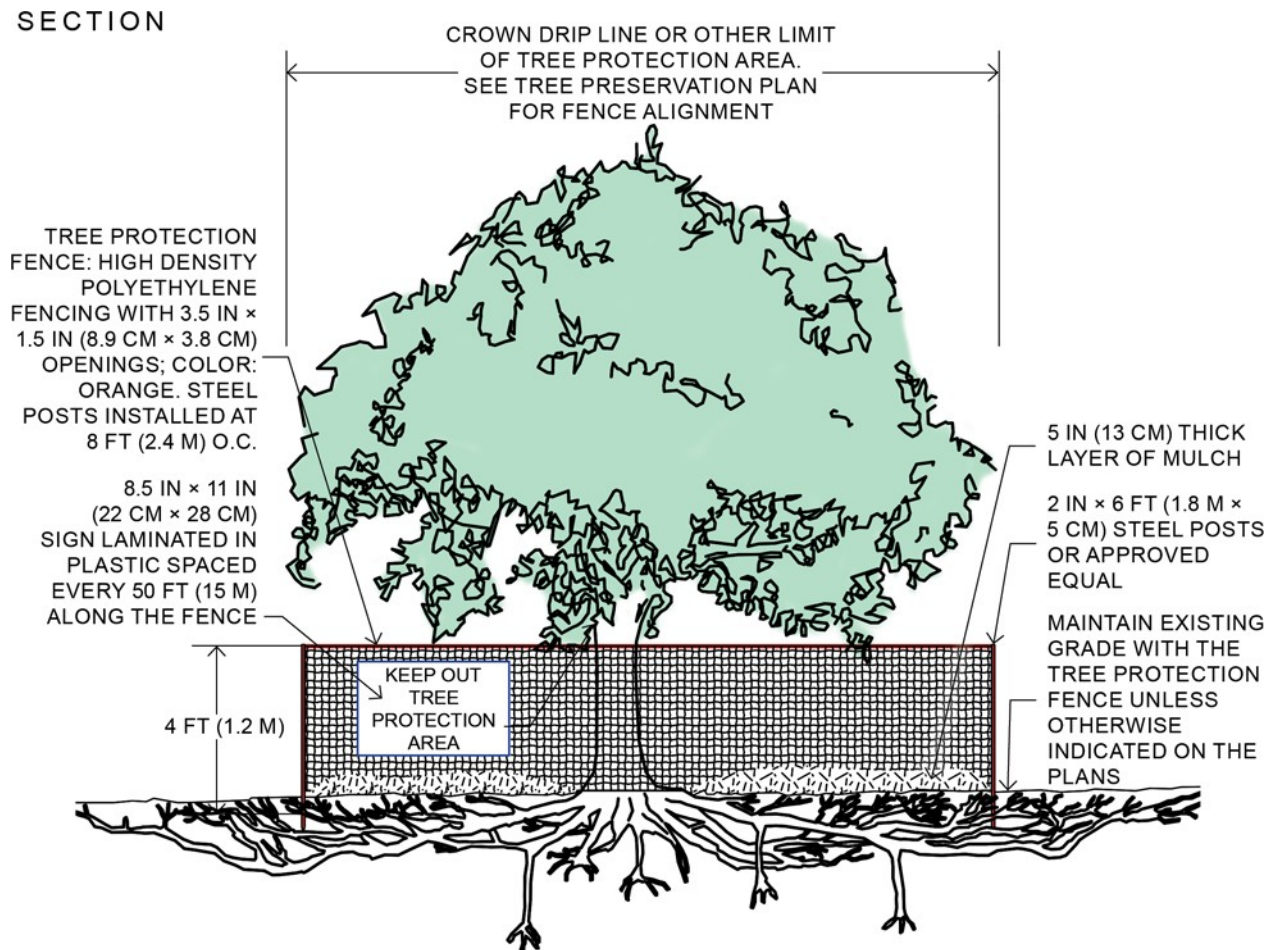 SECTION
CROWN DRIP LINE OR OTHER LIMIT
OF TREE PROTECTION AREA.
SEE TREE PRESERVATION PLAN
FOR FENCE ALIGNMENT
TREE PROTECTION
FENCE: HIGH DENSITY
POLYETHYLENE
FENCING WITH 3.5 IN ×
1.5 IN (8.9 CM × 3.8 CM)
OPENINGS; COLOR:
ORANGE. STEEL
POSTS INSTALLED AT
8 FT (2.4 M) O.C.
8.5 IN × 11 IN
(22 CM × 28 CM)
SIGN LAMINATED IN
PLASTIC SPACED
EVERY 50 FT (15 M)
ALONG THE FENCE
4 FT (1.2 M)
KEEP OUT
TREE
PROTECTION
AREA
5 IN (13 CM) THICK
LAYER OF MULCH
2 IN × 6 FT (1.8 M ×
5 CM) STEEL POSTS
OR APPROVED
EQUAL
MAINTAIN EXISTING
GRADE WITH THE
TREE PROTECTION
FENCE UNLESS
OTHERWISE
INDICATED ON THE
PLANS